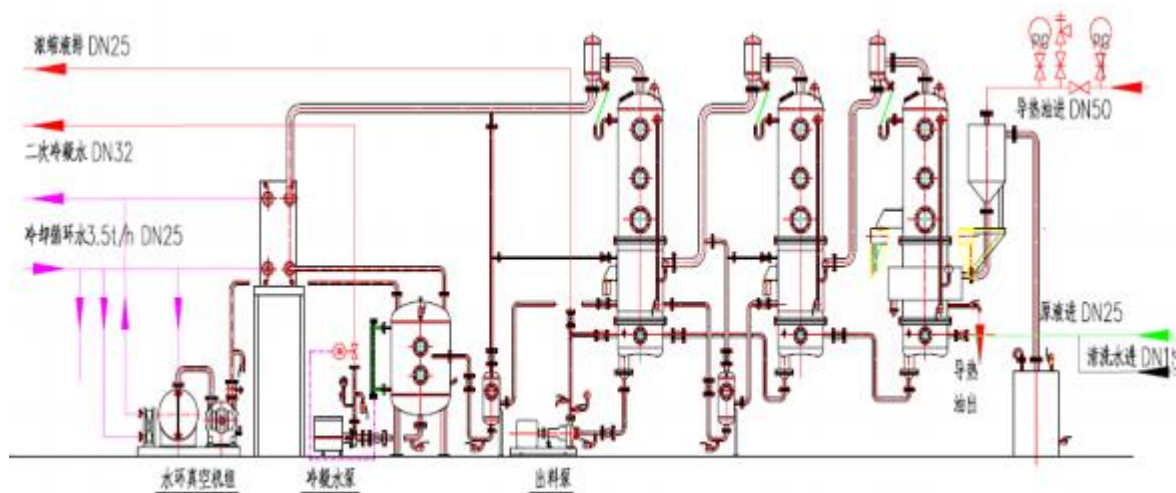 浓缩液排 DN25
二次冷凝水 DN32
冷却循环水3.5t/h DN25
导热油进 DN50
原液进 DN25
清洗水进 DN15
导热
油出
水环真空机组
冷凝水泵
出料泵